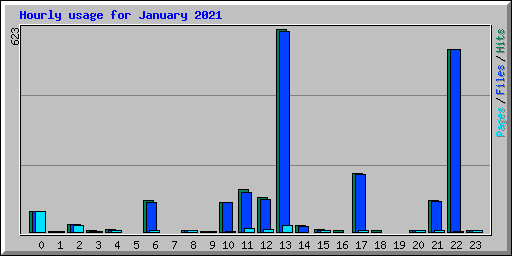 Hourly usage for January 2021
623
Pages/Files/Hits
0 1 2 3 4 5 6 7 8 9 10 11 12 13 14 15 16 17 18 19 20 21 22 23